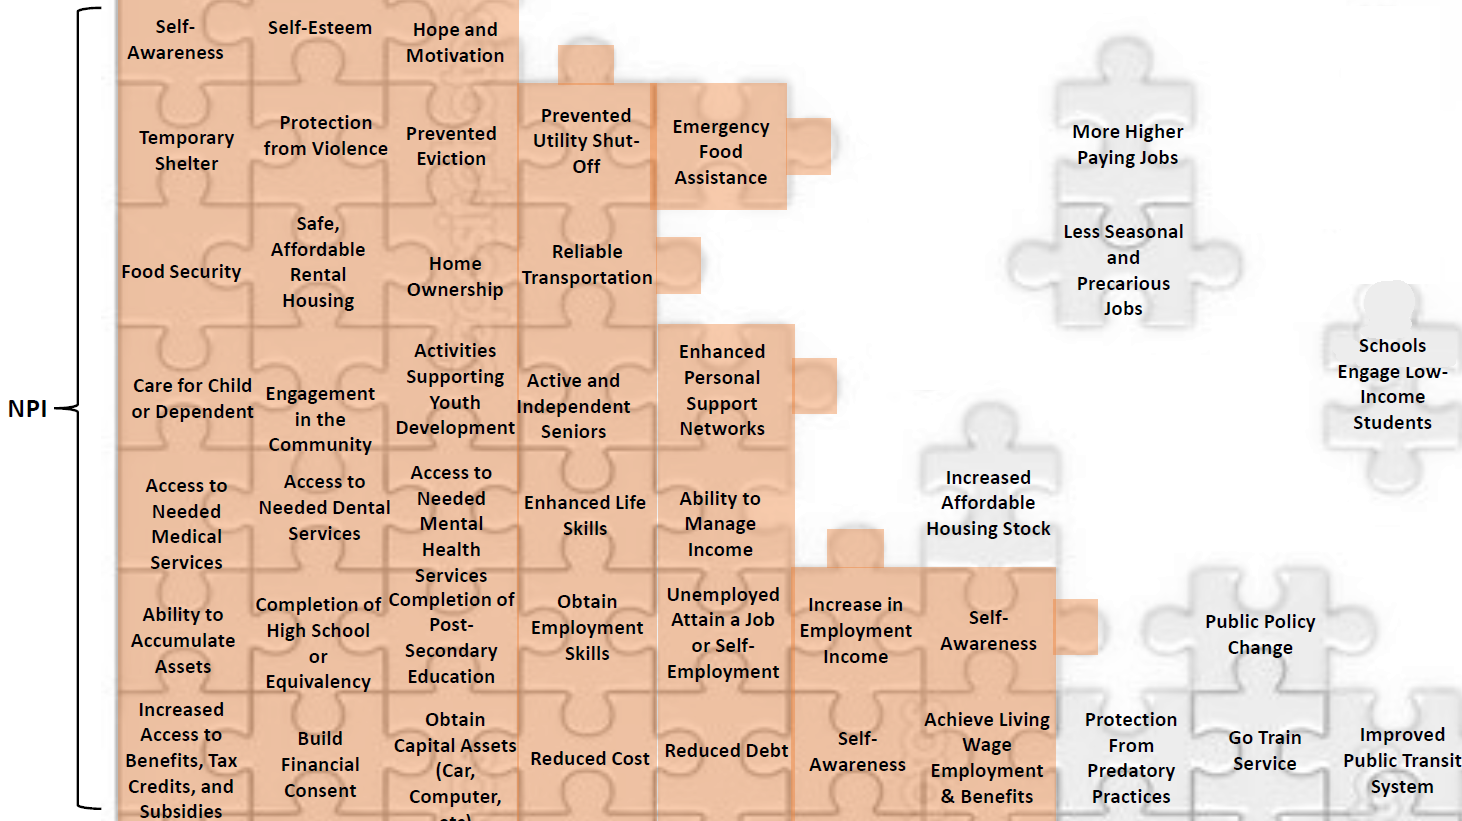 Self-
Awareness
Self-Esteem
Hope and
Motivation
Temporary
Shelter
Protection
from Violence
Prevented
Eviction
Prevented
Utility Shut-
Off
Emergency
Food
Assistance
More Higher
Paying Jobs
Food Security
Safe,
Affordable
Rental
Housing
Home
Ownership
Reliable
Transportation
Less Seasonal
and
Precarious
Jobs
NPI
Care for Child
or Dependent
Engagement
in the
Community
Activities
Supporting
Youth
Development
Active and
Independent
Seniors
Enhanced
Personal
Support
Networks
Schools
Engage Low-
Income
Students
Access to
Needed
Medical
Services
Access to
Needed Dental
Services
Access to
Needed
Mental
Health
Services
Enhanced Life
Skills
Ability to
Manage
Income
Increased
Affordable
Housing Stock
Ability to
Accumulate
Assets
Completion of
High School
or
Equivalency
Completion of
Post-
Secondary
Education
Obtain
Employment
Skills
Unemployed
Attain a Job
or Self-
Employment
Increase in
Employment
Income
Self-
Awareness
Public Policy
Change
Increased
Access to
Benefits, Tax
Credits, and
Subsidies
Build
Financial
Consent
Obtain
Capital Assets
(Car,
Computer,
Reduced Cost
Reduced Debt
Self-
Awareness
Achieve Living
Wage
Employment
& Benefits
Protection
From
Predatory
Practices
Go Train
Service
Improved
Public Transit
System